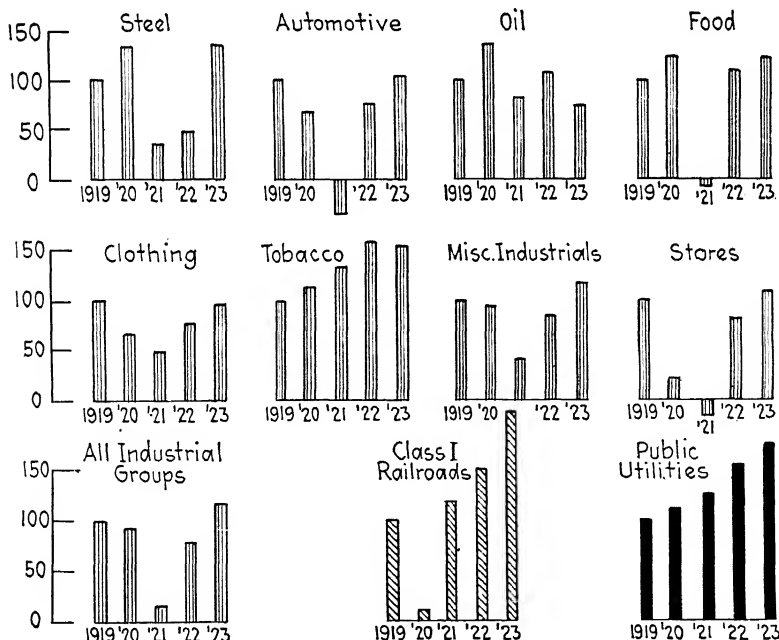 Steel
150
100
50
0
1919 '20 '21 '22 '23
Automotive
1919 '20 '22 '23
Oil
1919 '20 '21 '22 '23
Food
1919 '20 '21 '22 '23
Clothing
150
100
50
0
1919 '20 '21 '22 '23
Tobacco
1919 '20 '21 '22 '23
Misc. Industrials
1919 '20 '22 '23
Stores
1919 '20 '21 '22 '23
All Industrial
Groups
150
100
50
0
1919 '20 '21 '22 '23
Class I
Railroads
1919 '20 '21 '22 '23
Public
Utilities
1919 '20 '21 '22 '23